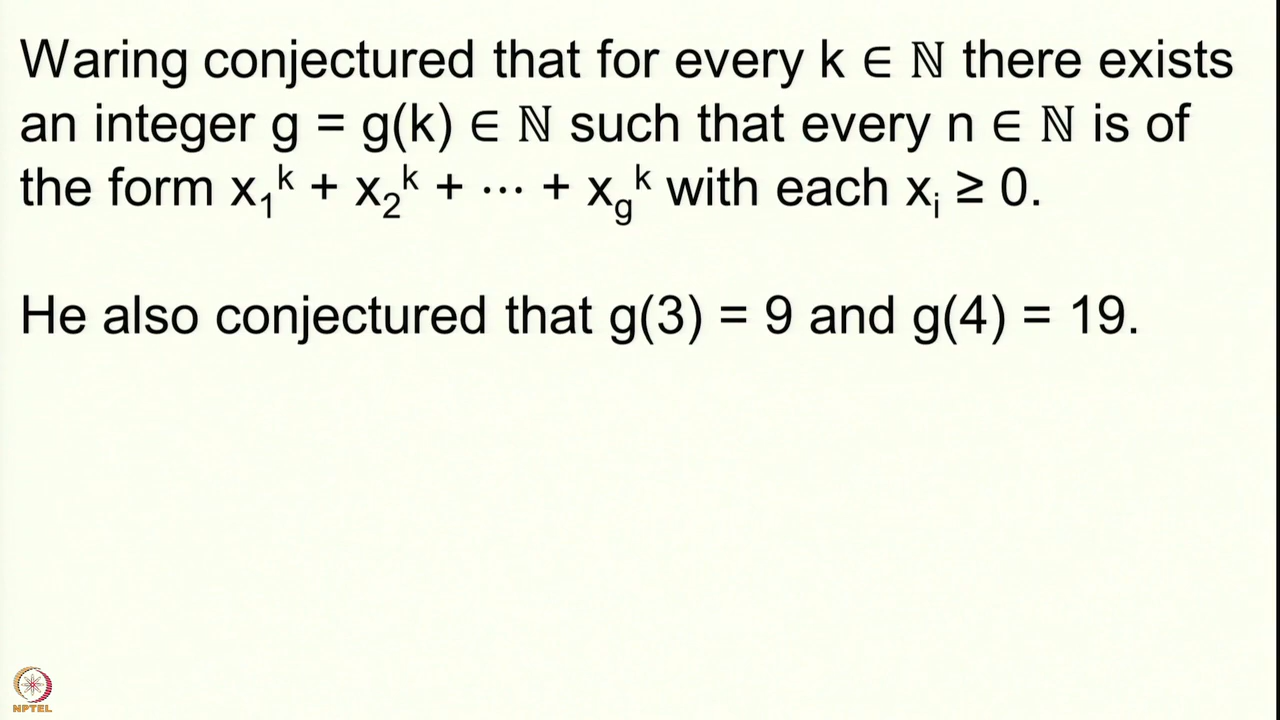 Waring conjectured that for every k ∈ ℕ there exists
an integer g = g(k) ∈ ℕ such that every n ∈ ℕ is of
the form x₁ᵏ + x₂ᵏ + ⋯ + x_gᵏ with each xᵢ ≥ 0.
He also conjectured that g(3) = 9 and g(4) = 19.
NPTEL